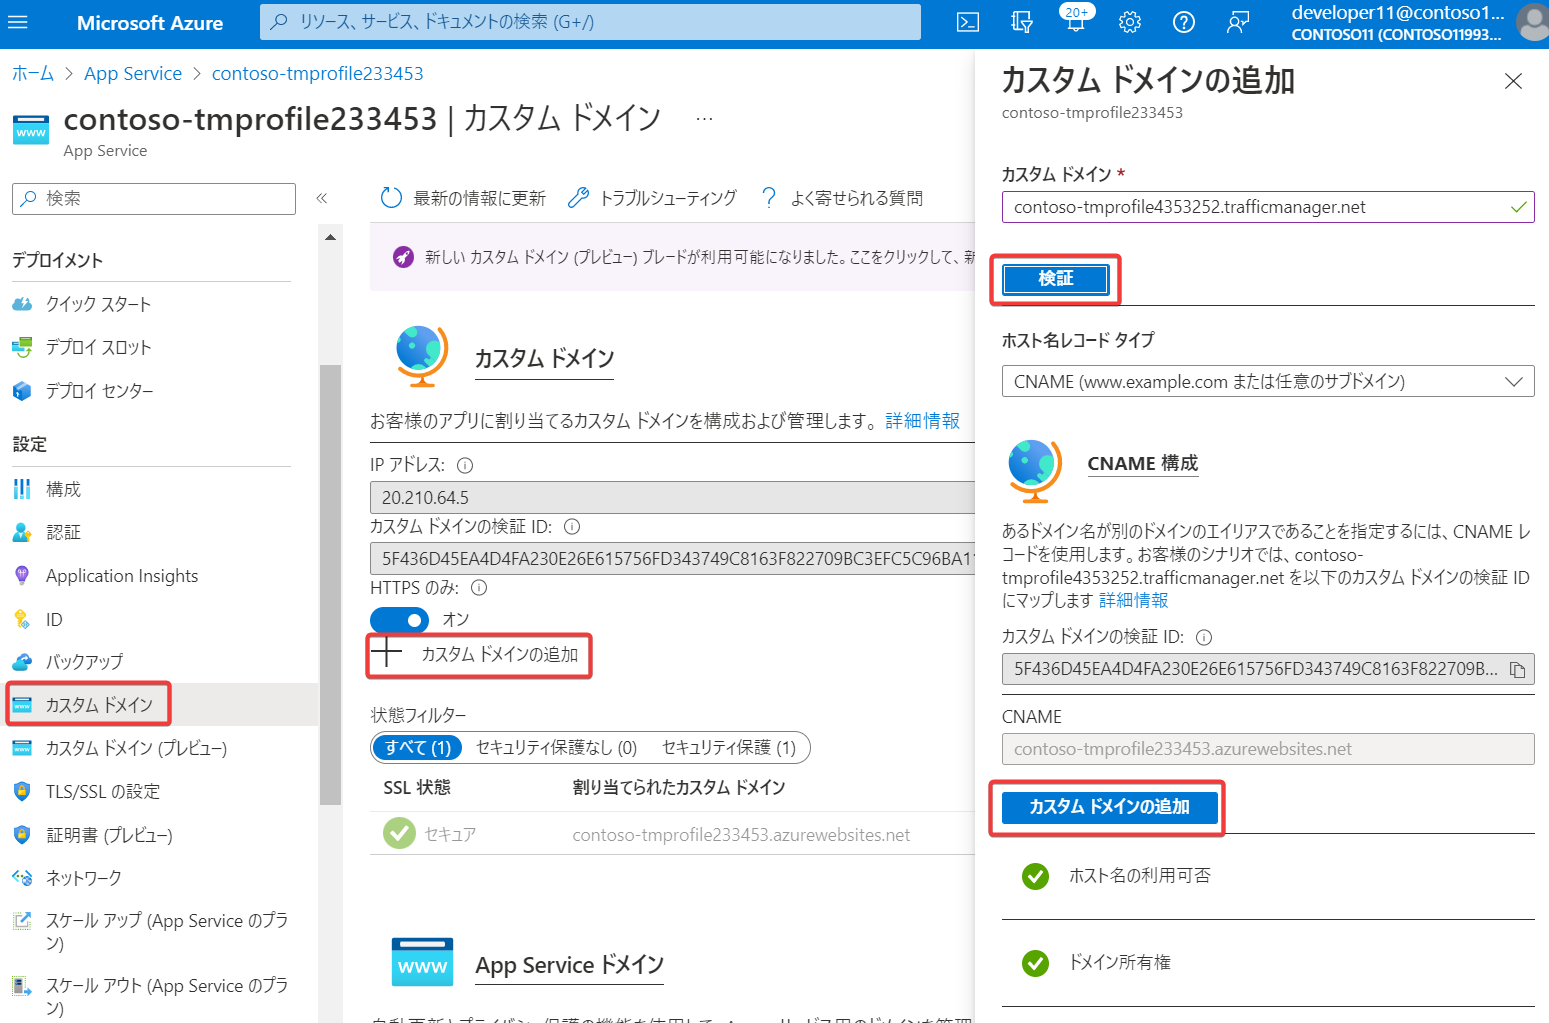 Microsoft Azure
リソース、サービス、ドキュメントの検索 (G+/)
20+
developer11@contoso1...
CONTOSO11 (CONTOSO11993...
ホーム > App Service > contoso-tmprofile233453
contoso-tmprofile233453 | カスタム ドメイン ...
App Service
検索
«
デプロイメント
クイック スタート
デプロイ スロット
デプロイ センター
設定
構成
認証
Application Insights
ID
バックアップ
カスタム ドメイン
カスタム ドメイン (プレビュー)
TLS/SSL の設定
証明書 (プレビュー)
ネットワーク
スケール アップ (App Service のプラ
ン)
スケール アウト (App Service のプラ
ン)
最新の情報に更新
トラブルシューティング
よく寄せられる質問
新しい カスタム ドメイン (プレビュー) ブレードが利用可能になりました。ここをクリックして、新
カスタム ドメイン
お客様のアプリに割り当てるカスタム ドメインを構成および管理します。 詳細情報
IP アドレス:
20.210.64.5
カスタム ドメインの検証 ID:
5F436D45EA4D4FA230E26E615756FD343749C8163F822709BC3EFC5C96BA11
HTTPS のみ:
オン
カスタム ドメインの追加
状態フィルター
すべて (1)
セキュリティ保護なし (0)
セキュリティ保護 (1)
SSL 状態
割り当てられたカスタム ドメイン
セキュア
contoso-tmprofile233453.azurewebsites.net
www
App Service ドメイン
カスタム ドメインの追加
contoso-tmprofile233453
カスタム ドメイン *
contoso-tmprofile4353252.trafficmanager.net
検証
ホスト名レコード タイプ
CNAME (www.example.com または任意のサブドメイン)
CNAME 構成
あるドメイン名が別のドメインのエイリアスであることを指定するには、CNAME レ
コードを使用します。お客様のシナリオでは、contoso-
tmprofile4353252.trafficmanager.net を以下のカスタム ドメインの検証 ID
にマップします 詳細情報
カスタム ドメインの検証 ID:
5F436D45EA4D4FA230E26E615756FD343749C8163F822709B...
CNAME
contoso-tmprofile233453.azurewebsites.net
カスタム ドメインの追加
ホスト名の利用可否
ドメイン所有権